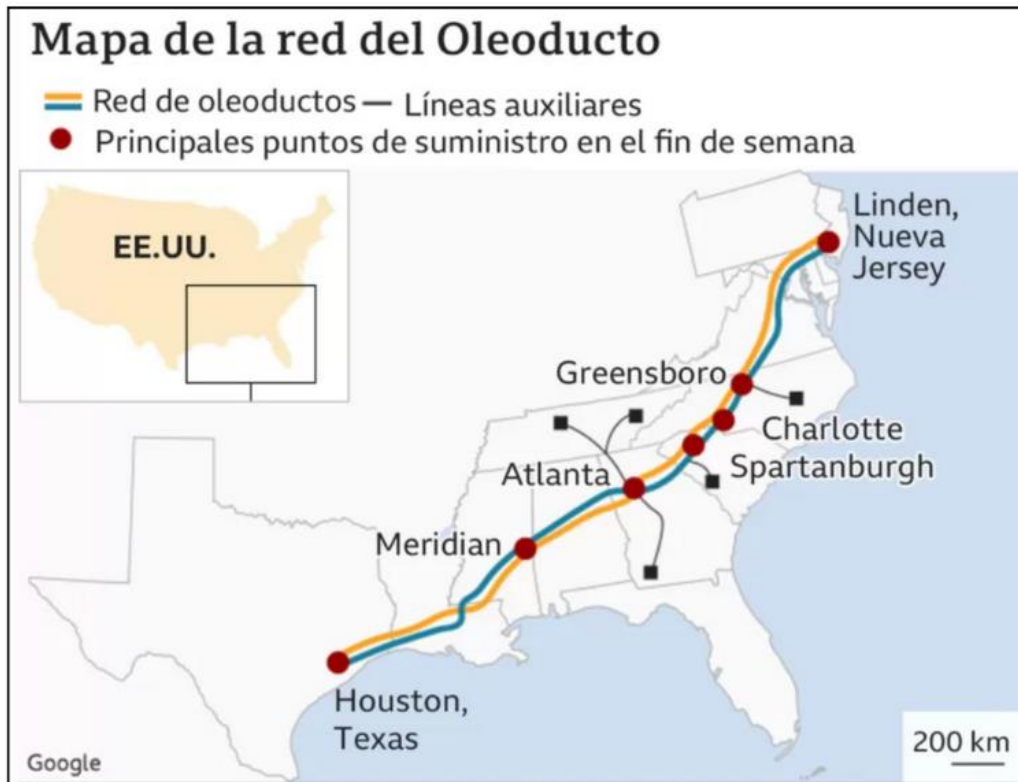 Mapa de la red del Oleoducto
Red de oleoductos — Líneas auxiliares
Principales puntos de suministro en el fin de semana
EE.UU.
Linden,
Nueva
Jersey
Greensboro
Charlotte
Spartanburgh
Atlanta
Meridian
Houston,
Texas
200 km
Google